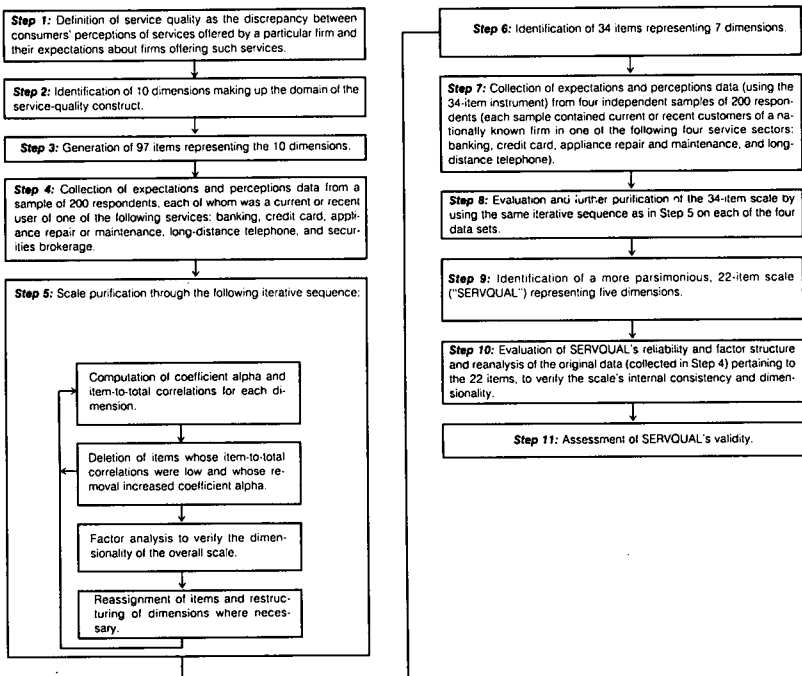 Step 1: Definition of service quality as the discrepancy between
consumers' perceptions of services offered by a particular firm and
their expectations about firms offering such services.
Step 2: Identification of 10 dimensions making up the domain of the
service-quality construct.
Step 3: Generation of 97 items representing the 10 dimensions.
Step 4: Collection of expectations and perceptions data from a
sample of 200 respondents, each of whom was a current or recent
user of one of the following services: banking, credit card, appli-
ance repair or maintenance, long-distance telephone, and secur-
ities brokerage.
Step 5: Scale purification through the following iterative sequence:
Computation of coefficient alpha and
item-to-total correlations for each di-
mension.
Deletion of items whose item-to-total
correlations were low and whose re-
moval increased coefficient alpha.
Factor analysis to verify the dimen-
sionality of the overall scale.
Reassignment of items and restruc-
turing of dimensions where neces-
sary.
Step 6: Identification of 34 items representing 7 dimensions.
Step 7: Collection of expectations and perceptions data (using the
34-item instrument) from four independent samples of 200 respon-
dents (each sample contained current or recent customers of a na-
tionally known firm in one of the following four service sectors:
banking, credit card, appliance repair and maintenance, and long-
distance telephone).
Step 8: Evaluation and further purification of the 34-item scale by
using the same iterative sequence as in Step 5 on each of the four
data sets.
Step 9: Identification of a more parsimonious, 22-item scale
("SERVQUAL") representing five dimensions.
Step 10: Evaluation of SERVQUAL's reliability and factor structure
and reanalysis of the original data (collected in Step 4) pertaining to
the 22 items, to verify the scale's internal consistency and dimen-
sionality.
Step 11: Assessment of SERVQUAL's validity.